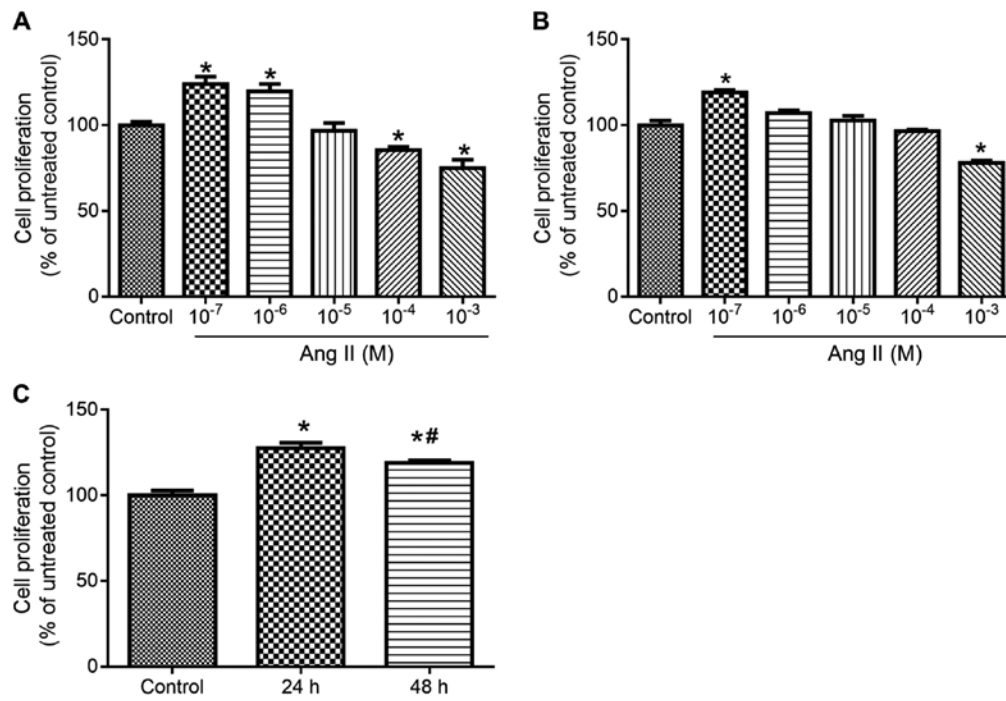 A
Cell proliferation
(% of untreated control)
150
100
50
0
* * * *
Control 10⁻⁷ 10⁻⁶ 10⁻⁵ 10⁻⁴ 10⁻³
Ang II (M)
B
Cell proliferation
(% of untreated control)
150
100
50
0
* *
Control 10⁻⁷ 10⁻⁶ 10⁻⁵ 10⁻⁴ 10⁻³
Ang II (M)
C
Cell proliferation
(% of untreated control)
150
100
50
0
* *#
Control 24 h 48 h